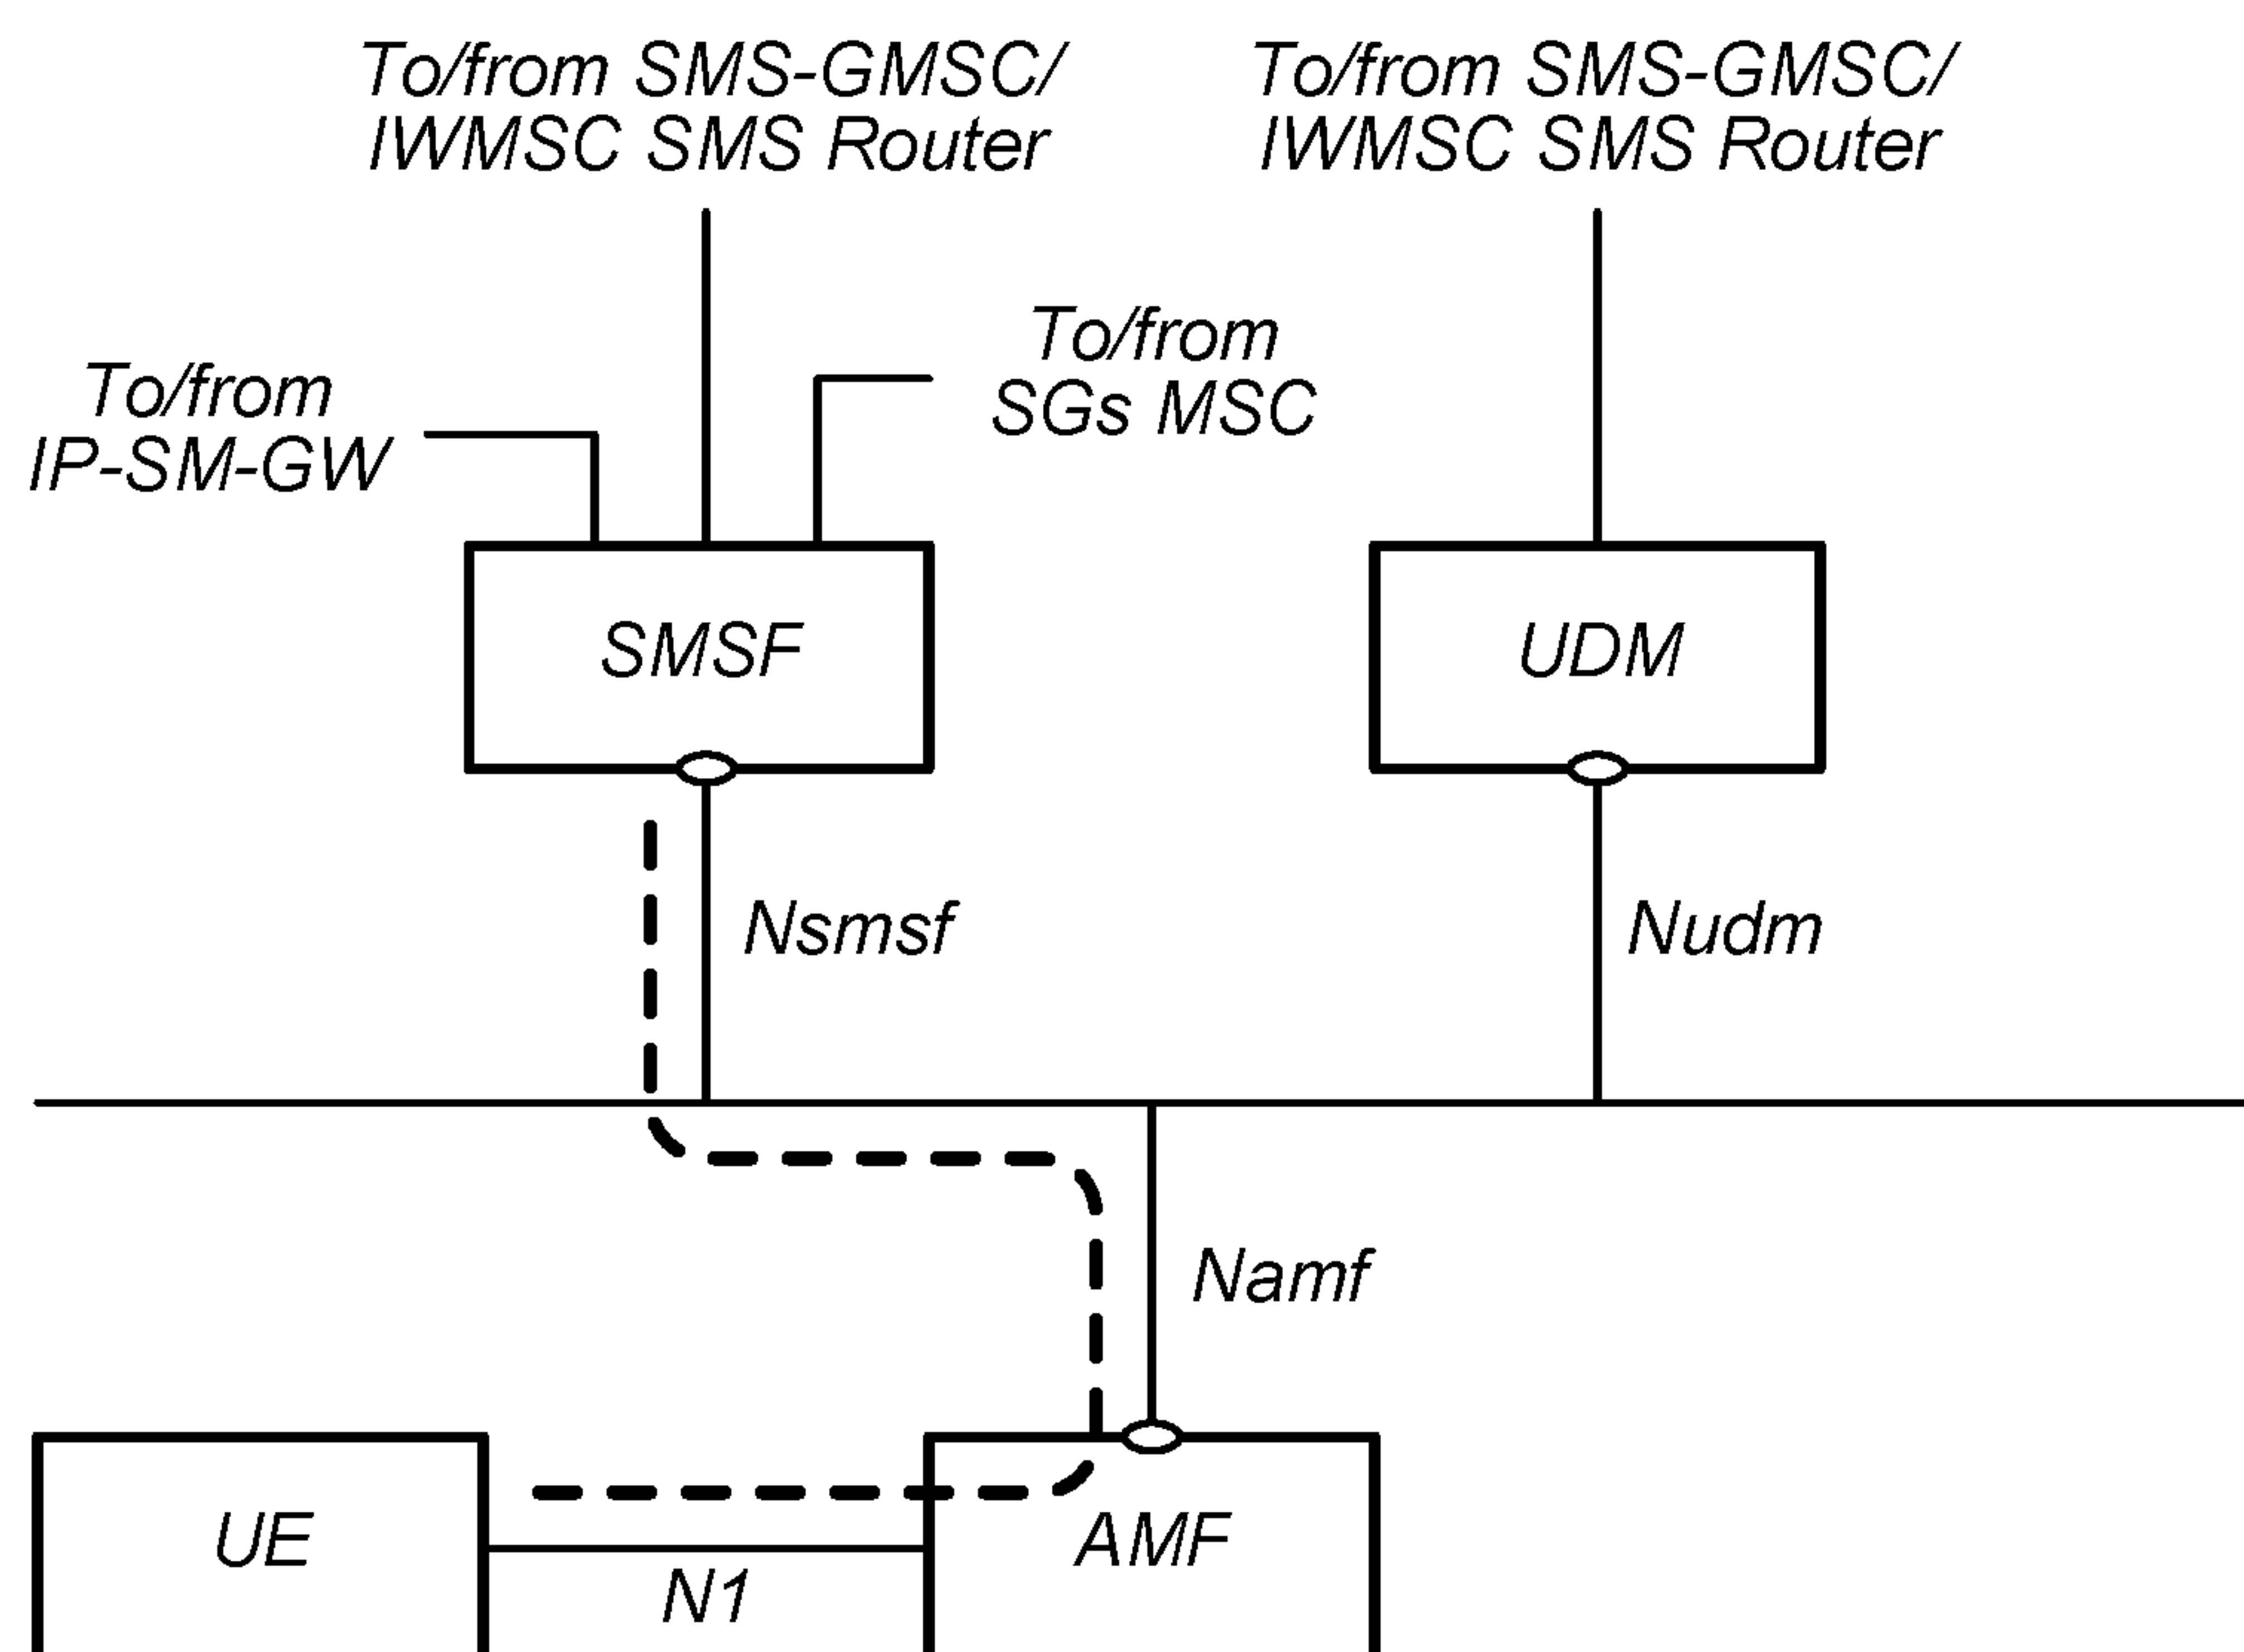 To/from SMS-GMSC/
IWMSC SMS Router
To/from SMS-GMSC/
IWMSC SMS Router
To/from
SGs MSC
To/from
IP-SM-GW
SMSF
UDM
Nsmsf
Nudm
Namf
UE
AMF
N1